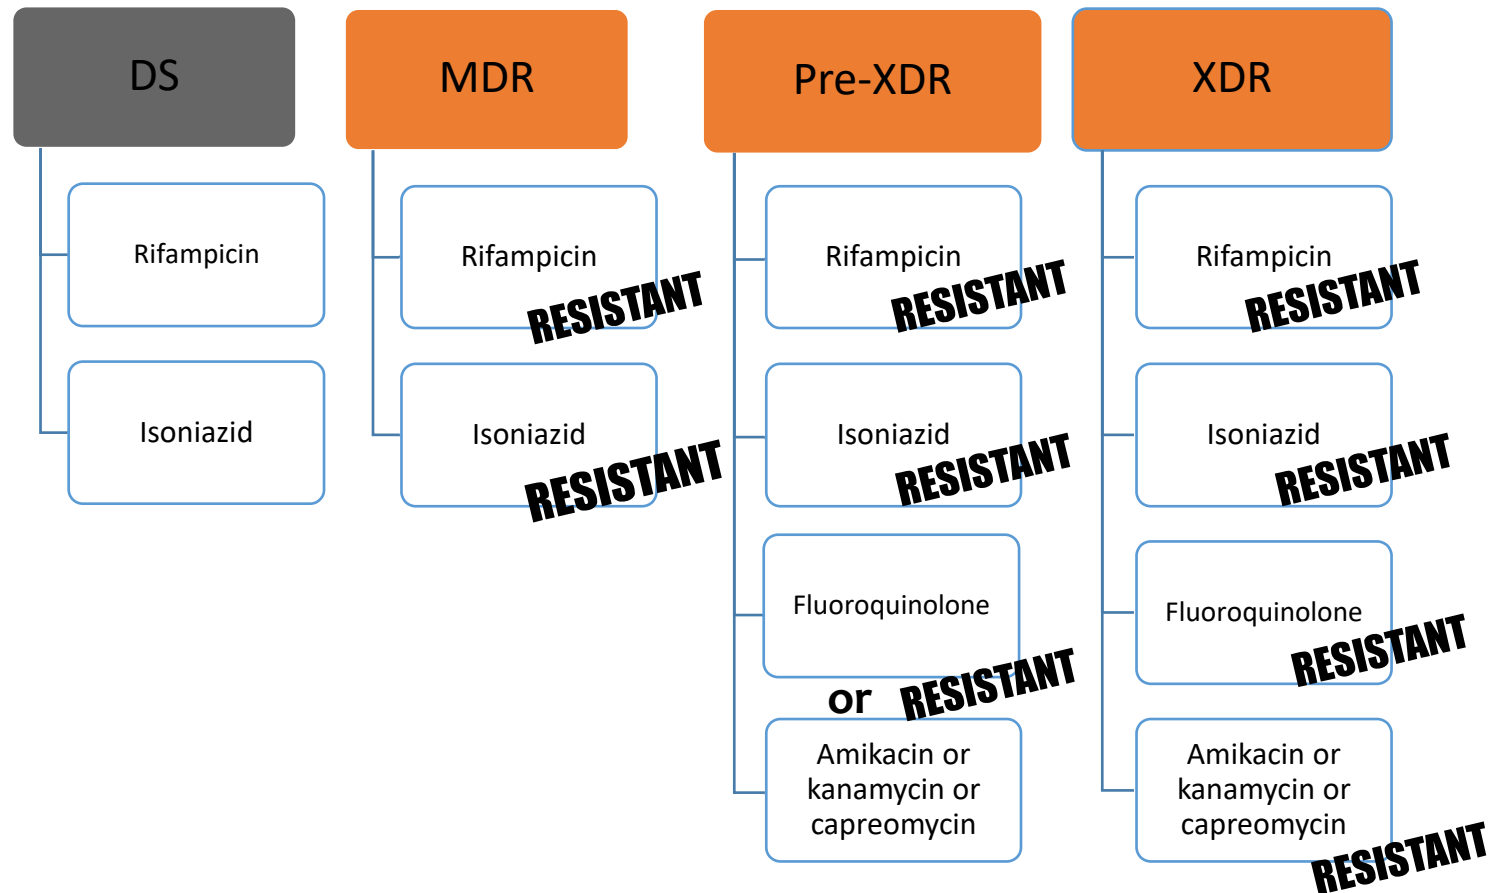 DS
Rifampicin
Isoniazid
MDR
Rifampicin
RESISTANT
Isoniazid
RESISTANT
Pre-XDR
Rifampicin
RESISTANT
Isoniazid
RESISTANT
Fluoroquinolone
or RESISTANT
Amikacin or
kanamycin or
capreomycin
XDR
Rifampicin
RESISTANT
Isoniazid
RESISTANT
Fluoroquinolone
RESISTANT
Amikacin or
kanamycin or
capreomycin
RESISTANT